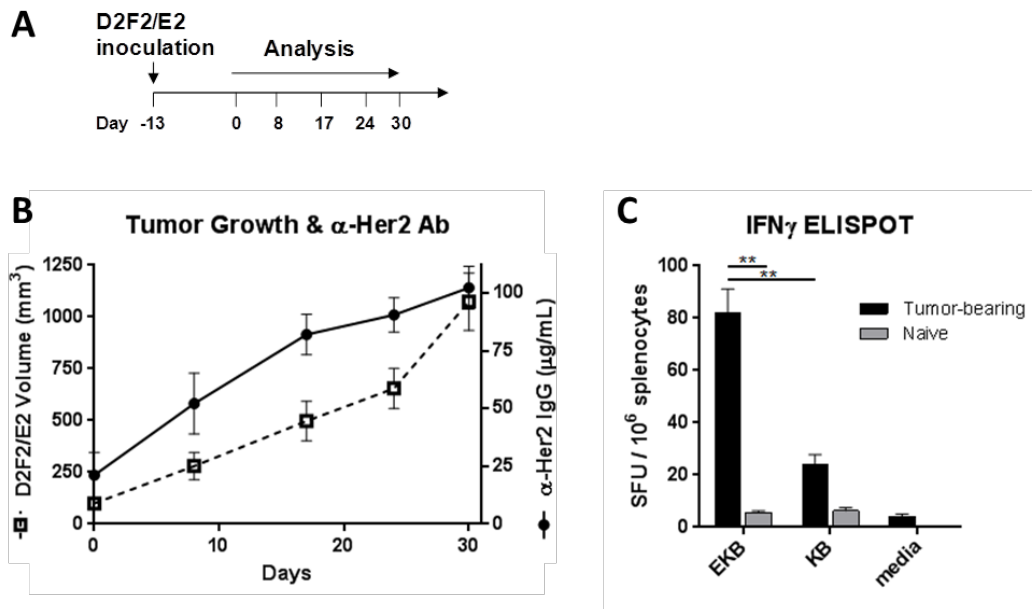 A
D2F2/E2
inoculation
Analysis
Day -13 0 8 17 24 30
B
Tumor Growth & α-Her2 Ab
D2F2/E2 Volume (mm³)
1250
1000
750
500
250
0
α-Her2 IgG (μg/mL)
100
75
50
25
0
0 10 20 30
Days
C
IFNγ ELISPOT
SFU / 10⁶ splenocytes
100
80
60
40
20
0
**
**
Tumor-bearing
Naive
EKB KB media